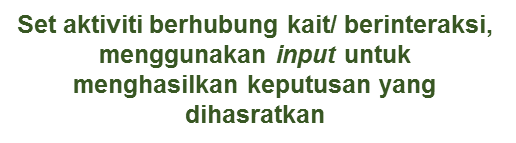 Set aktiviti berhubung kait/ berinteraksi,
menggunakan input untuk
menghasilkan keputusan yang
dihasratkan